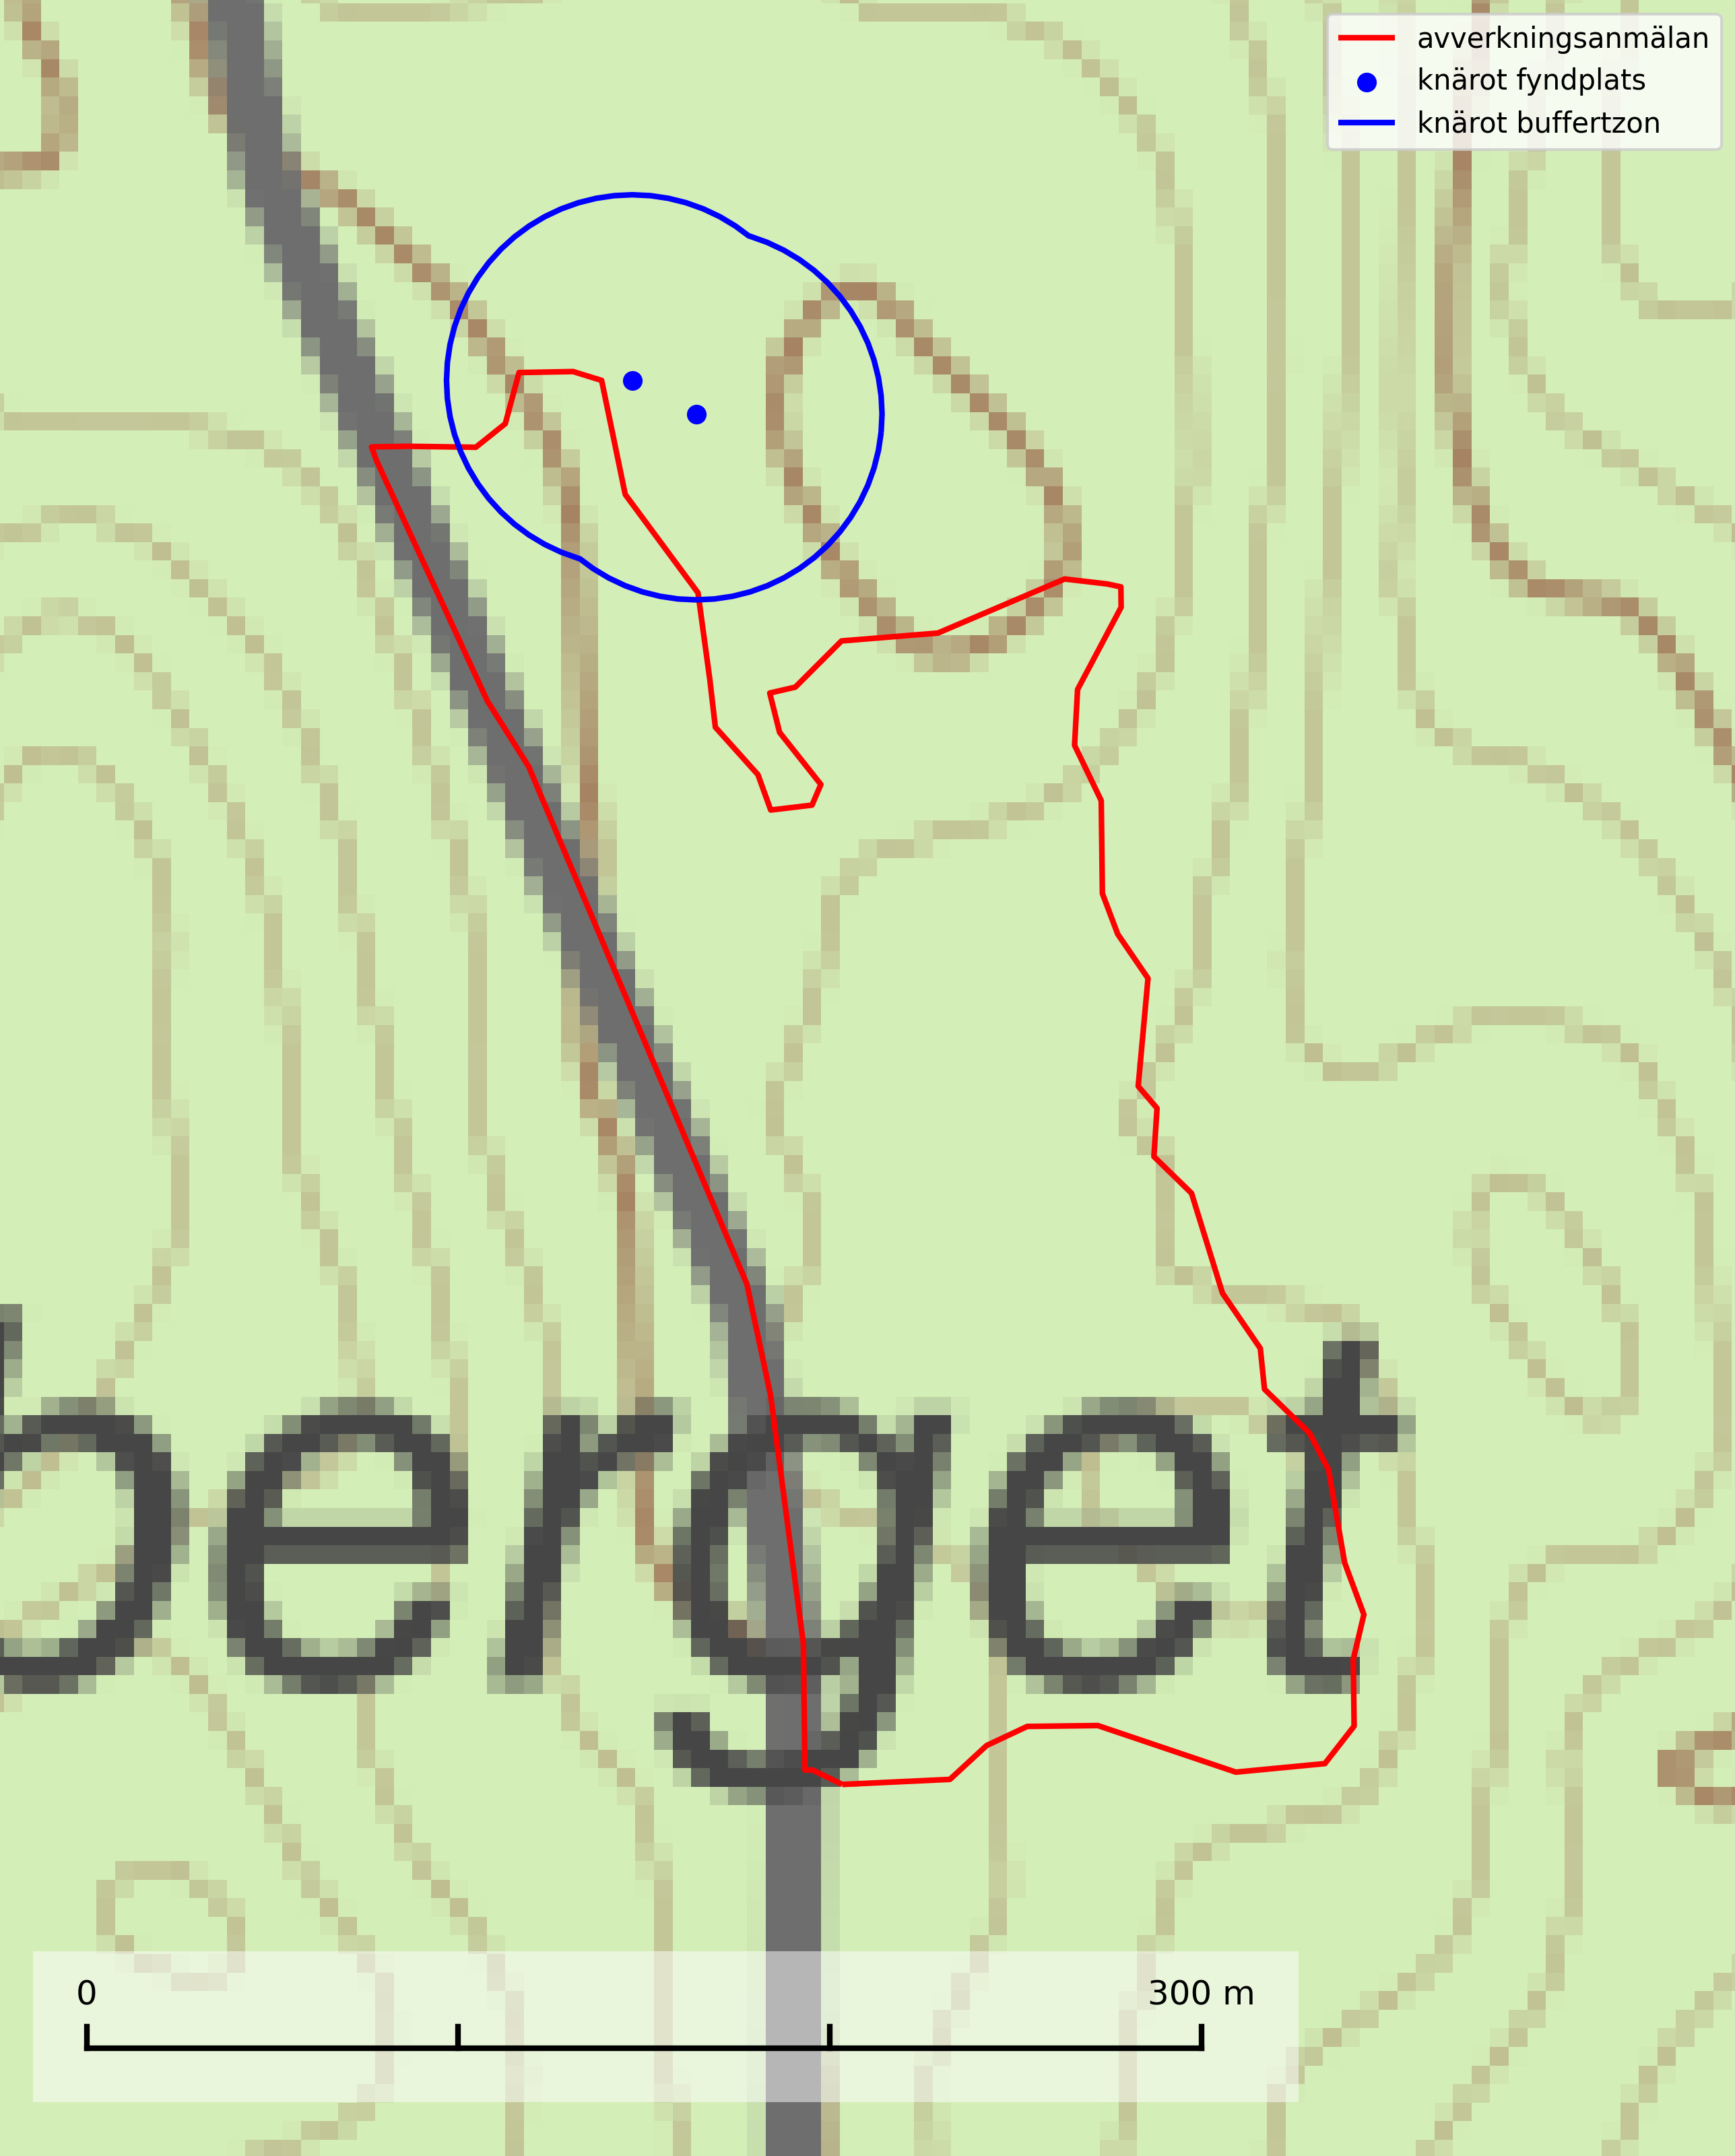 avverkningsanmälan
knärot fyndplats
knärot buffertzon
berget
0 300 m